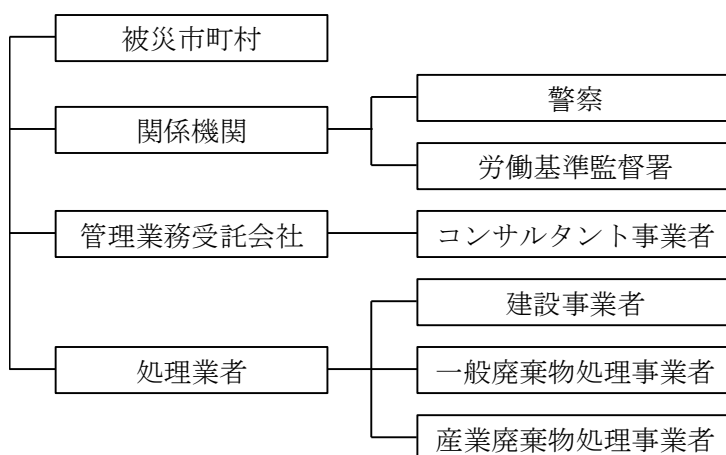 被災市町村
関係機関
警察
労働基準監督署
管理業務受託会社
コンサルタント事業者
処理業者
建設事業者
一般廃棄物処理事業者
産業廃棄物処理事業者